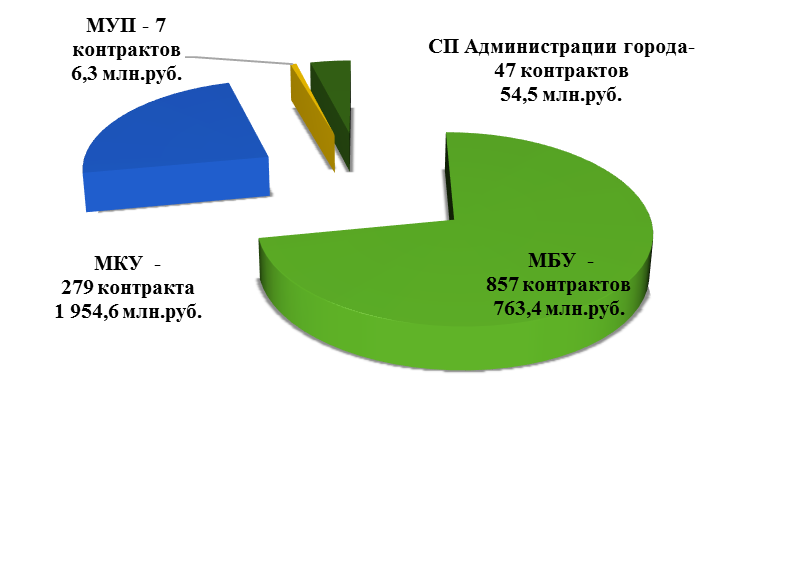 МУП - 7
контрактов
6,3 млн.руб.
СП Администрации города-
47 контрактов
54,5 млн.руб.
МКУ -
279 контракта
1 954,6 млн.руб.
МБУ -
857 контрактов
763,4 млн.руб.